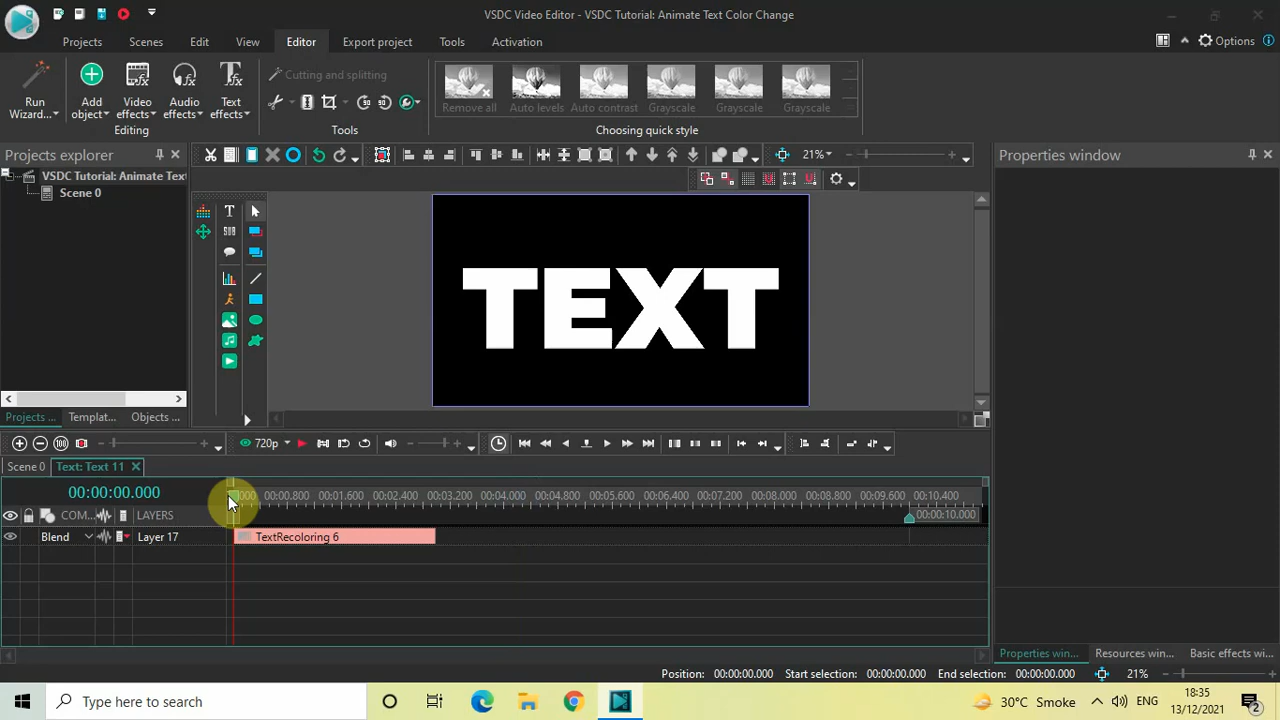 VSDC Video Editor - VSDC Tutorial: Animate Text Color Change
Projects Scenes Edit View Editor Export project Tools Activation Options
Run Wizard... Add object Video effects Audio effects Text effects
Cutting and splitting
Remove all Auto levels Auto contrast Grayscale Grayscale Grayscale
Editing Tools Choosing quick style
Projects explorer
21%
Properties window
VSDC Tutorial: Animate Text
Scene 0
T
SUB
TEXT
Projects ... Templat... Objects ...
720p
Scene 0 Text: Text 11
00:00:00.000
000 00:00.800 00:01.600 00:02.400 00:03.200 00:04.000 00:04.800 00:05.600 00:06.400 00:07.200 00:08.000 00:08.800 00:09.600 00:10.400
COM... LAYERS
00:00:10.000
Blend Layer 17 TextRecoloring 6
Properties win... Resources win... Basic effects wi...
Position: 00:00:00.000 Start selection: 00:00:00.000 End selection: 00:00:00.000 21%
Type here to search
30°C Smoke ENG
18:35
13/12/2021
2